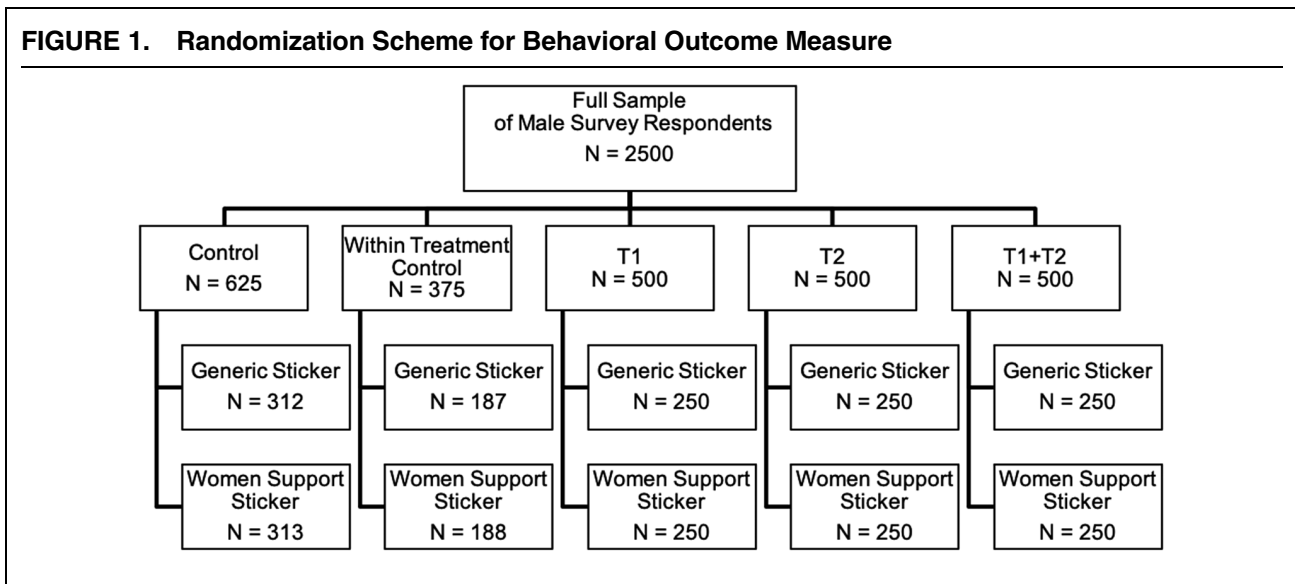 FIGURE 1. Randomization Scheme for Behavioral Outcome Measure
Full Sample
of Male Survey Respondents
N = 2500
Control
N = 625
Within Treatment
Control
N = 375
T1
N = 500
T2
N = 500
T1+T2
N = 500
Generic Sticker
N = 312
Generic Sticker
N = 187
Generic Sticker
N = 250
Generic Sticker
N = 250
Generic Sticker
N = 250
Women Support
Sticker
N = 313
Women Support
Sticker
N = 188
Women Support
Sticker
N = 250
Women Support
Sticker
N = 250
Women Support
Sticker
N = 250